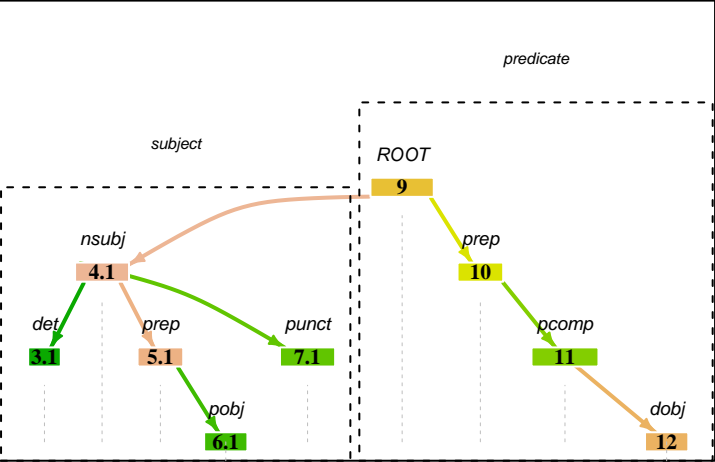 predicate
subject
ROOT
9
nsubj
prep
4.1
10
det
prep
punct
pcomp
3.1
5.1
7.1
11
pobj
dobj
6.1
12